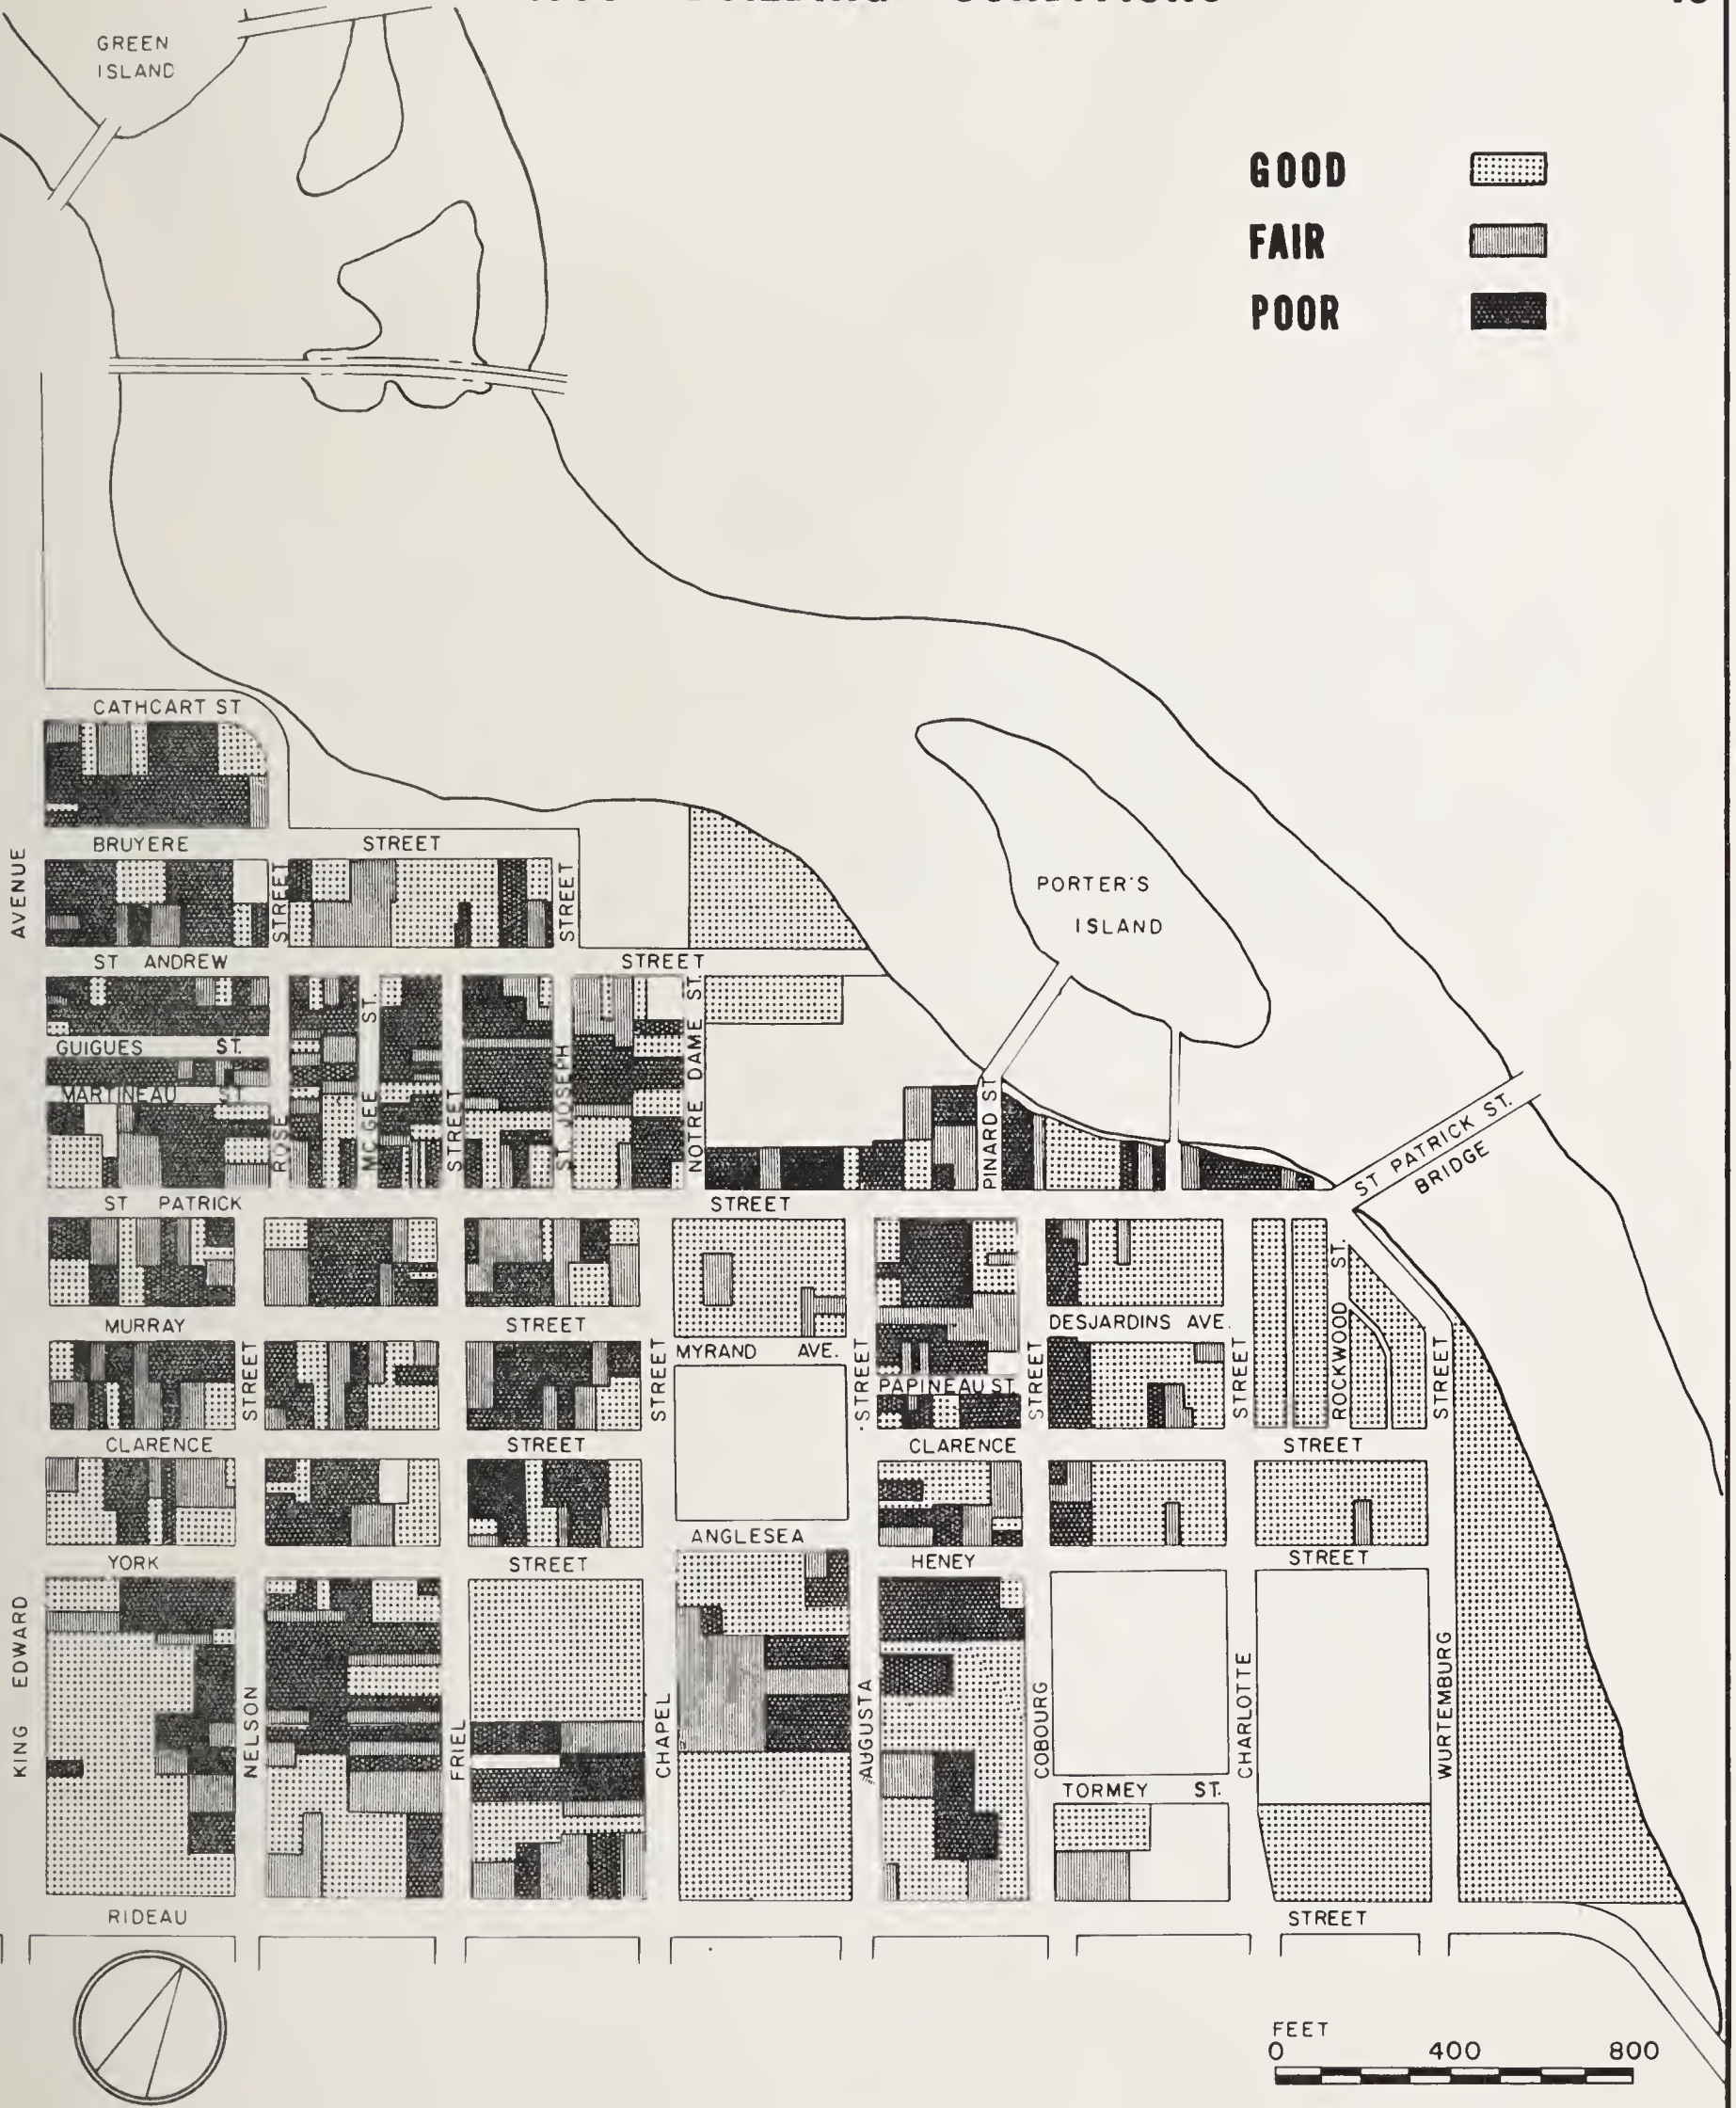 GREEN
ISLAND
GOOD
FAIR
POOR
CATHCART ST
BRUYERE STREET
AVENUE
STREET
STREET
PORTER'S
ISLAND
ST ANDREW STREET
GUIGUES ST.
MARTINEAU ST.
ROSE
MC GEE ST.
STREET
ST. JOSEPH
NOTRE DAME ST.
PINARD ST.
ST PATRICK ST.
BRIDGE
ST PATRICK STREET
MURRAY STREET
MYRAND AVE.
DESJARDINS AVE.
PAPINEAU ST.
ROCKWOOD ST.
STREET
STREET
STREET
STREET
STREET
STREET
CLARENCE STREET CLARENCE STREET
ANGLESEA
YORK STREET HENEY STREET
KING EDWARD
NELSON
FRIEL
CHAPEL
AUGUSTA
COBOURG
CHARLOTTE
WURTEMBURG
TORMEY ST.
RIDEAU STREET
FEET
0 400 800